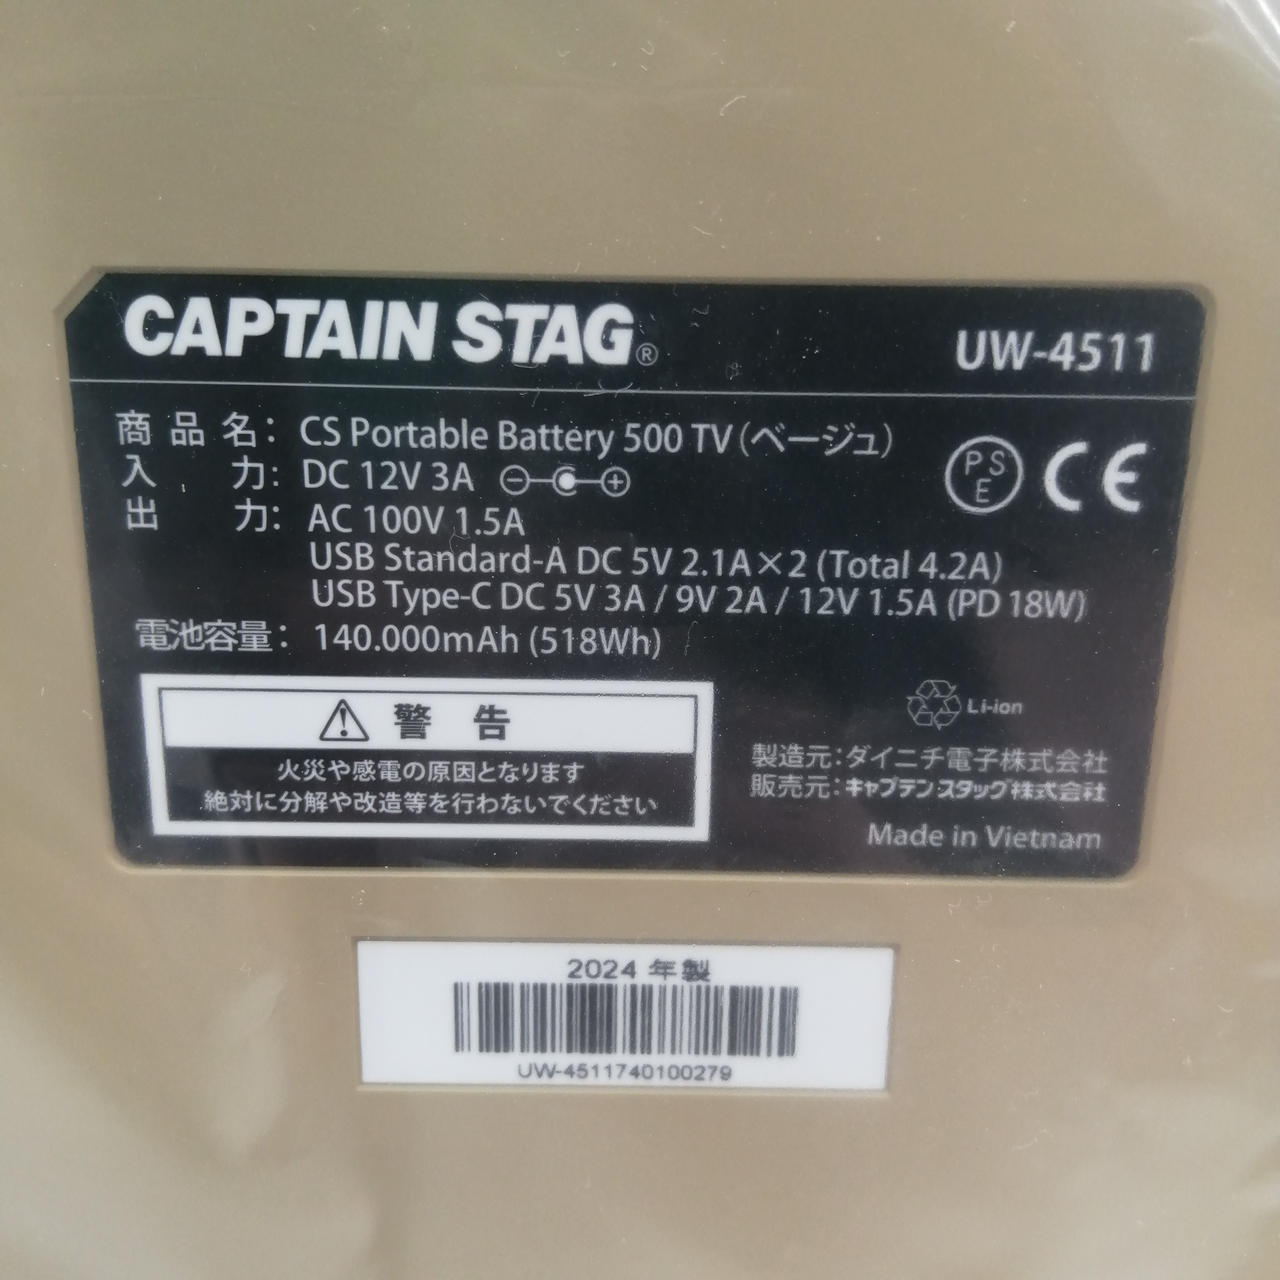 CAPTAIN STAG®
UW-4511
商品名: CS Portable Battery 500 TV(ベージュ)
入力: DC 12V 3A
出力: AC 100V 1.5A
USB Standard-A DC 5V 2.1A×2 (Total 4.2A)
USB Type-C DC 5V 3A / 9V 2A / 12V 1.5A (PD 18W)
電池容量: 140.000mAh (518Wh)
PS
E
CE
警告
火災や感電の原因となります
絶対に分解や改造等を行わないでください
Li-ion
製造元:ダイニチ電子株式会社
販売元:キャプテンスタッグ株式会社
Made in Vietnam
2024 年製
UW-4511740100279